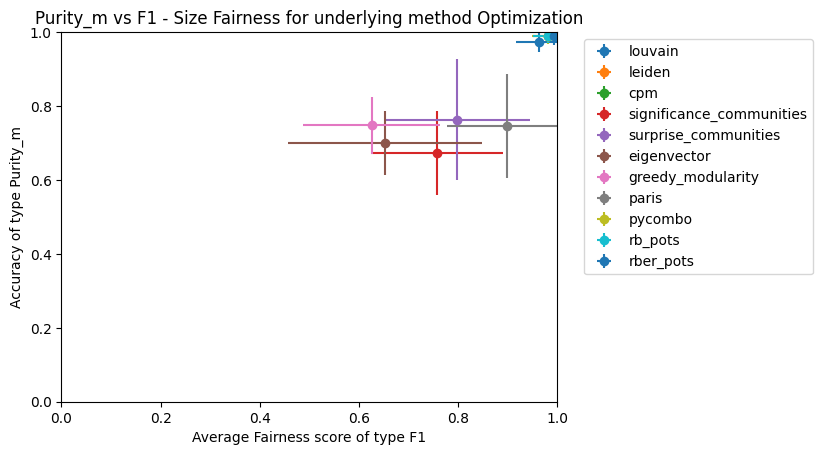 Purity_m vs F1 - Size Fairness for underlying method Optimization
1.0
0.8
0.6
0.4
0.2
0.0
Accuracy of type Purity_m
0.0 0.2 0.4 0.6 0.8 1.0
Average Fairness score of type F1
louvain
leiden
cpm
significance_communities
surprise_communities
eigenvector
greedy_modularity
paris
pycombo
rb_pots
rber_pots